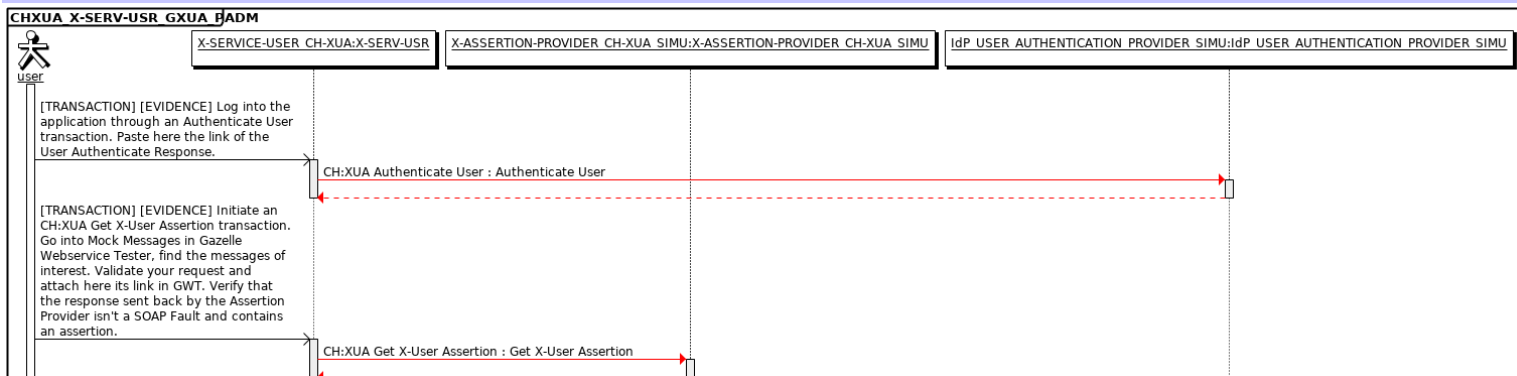 CHXUA_X-SERV-USR_GXUA_PADM
X-SERVICE-USER CH-XUA:X-SERV-USR
X-ASSERTION-PROVIDER CH-XUA SIMU:X-ASSERTION-PROVIDER CH-XUA SIMU
IdP USER AUTHENTICATION PROVIDER SIMU:IdP USER AUTHENTICATION PROVIDER SIMU
user
[TRANSACTION] [EVIDENCE] Log into the
application through an Authenticate User
transaction. Paste here the link of the
User Authenticate Response.
CH:XUA Authenticate User : Authenticate User
[TRANSACTION] [EVIDENCE] Initiate an
CH:XUA Get X-User Assertion transaction.
Go into Mock Messages in Gazelle
Webservice Tester, find the messages of
interest. Validate your request and
attach here its link in GWT. Verify that
the response sent back by the Assertion
Provider isn't a SOAP Fault and contains
an assertion.
CH:XUA Get X-User Assertion : Get X-User Assertion